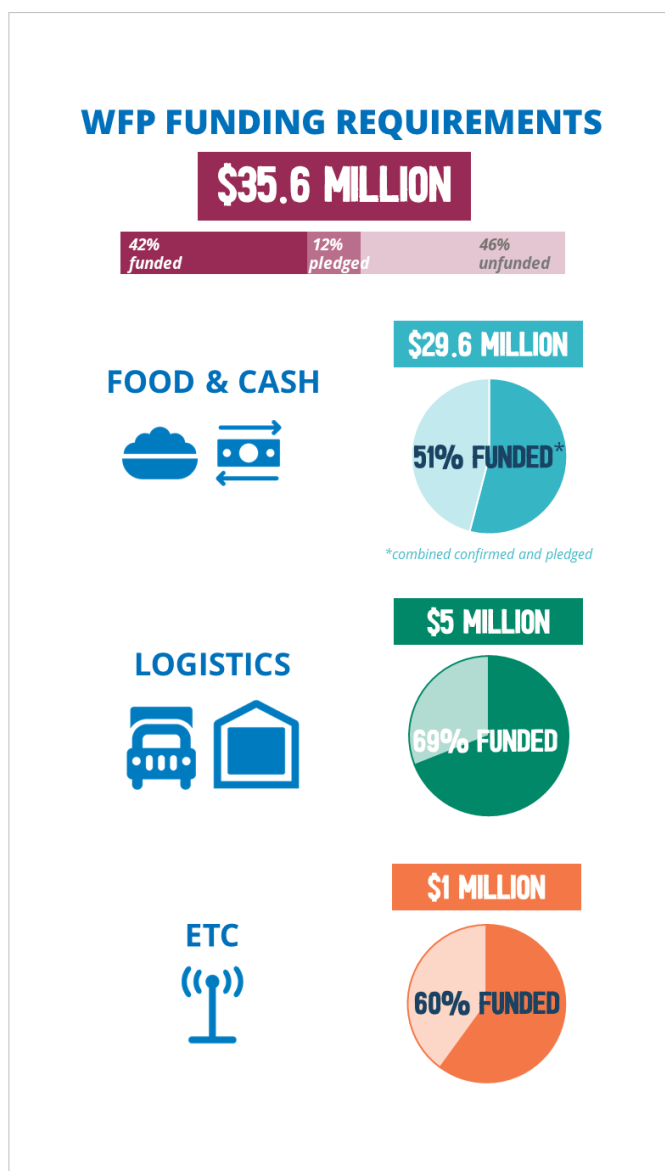 WFP FUNDING REQUIREMENTS
$35.6 MILLION
42%
funded
12%
pledged
46%
unfunded
FOOD & CASH
$29.6 MILLION
51% FUNDED*
*combined confirmed and pledged
LOGISTICS
$5 MILLION
69% FUNDED
ETC
$1 MILLION
60% FUNDED